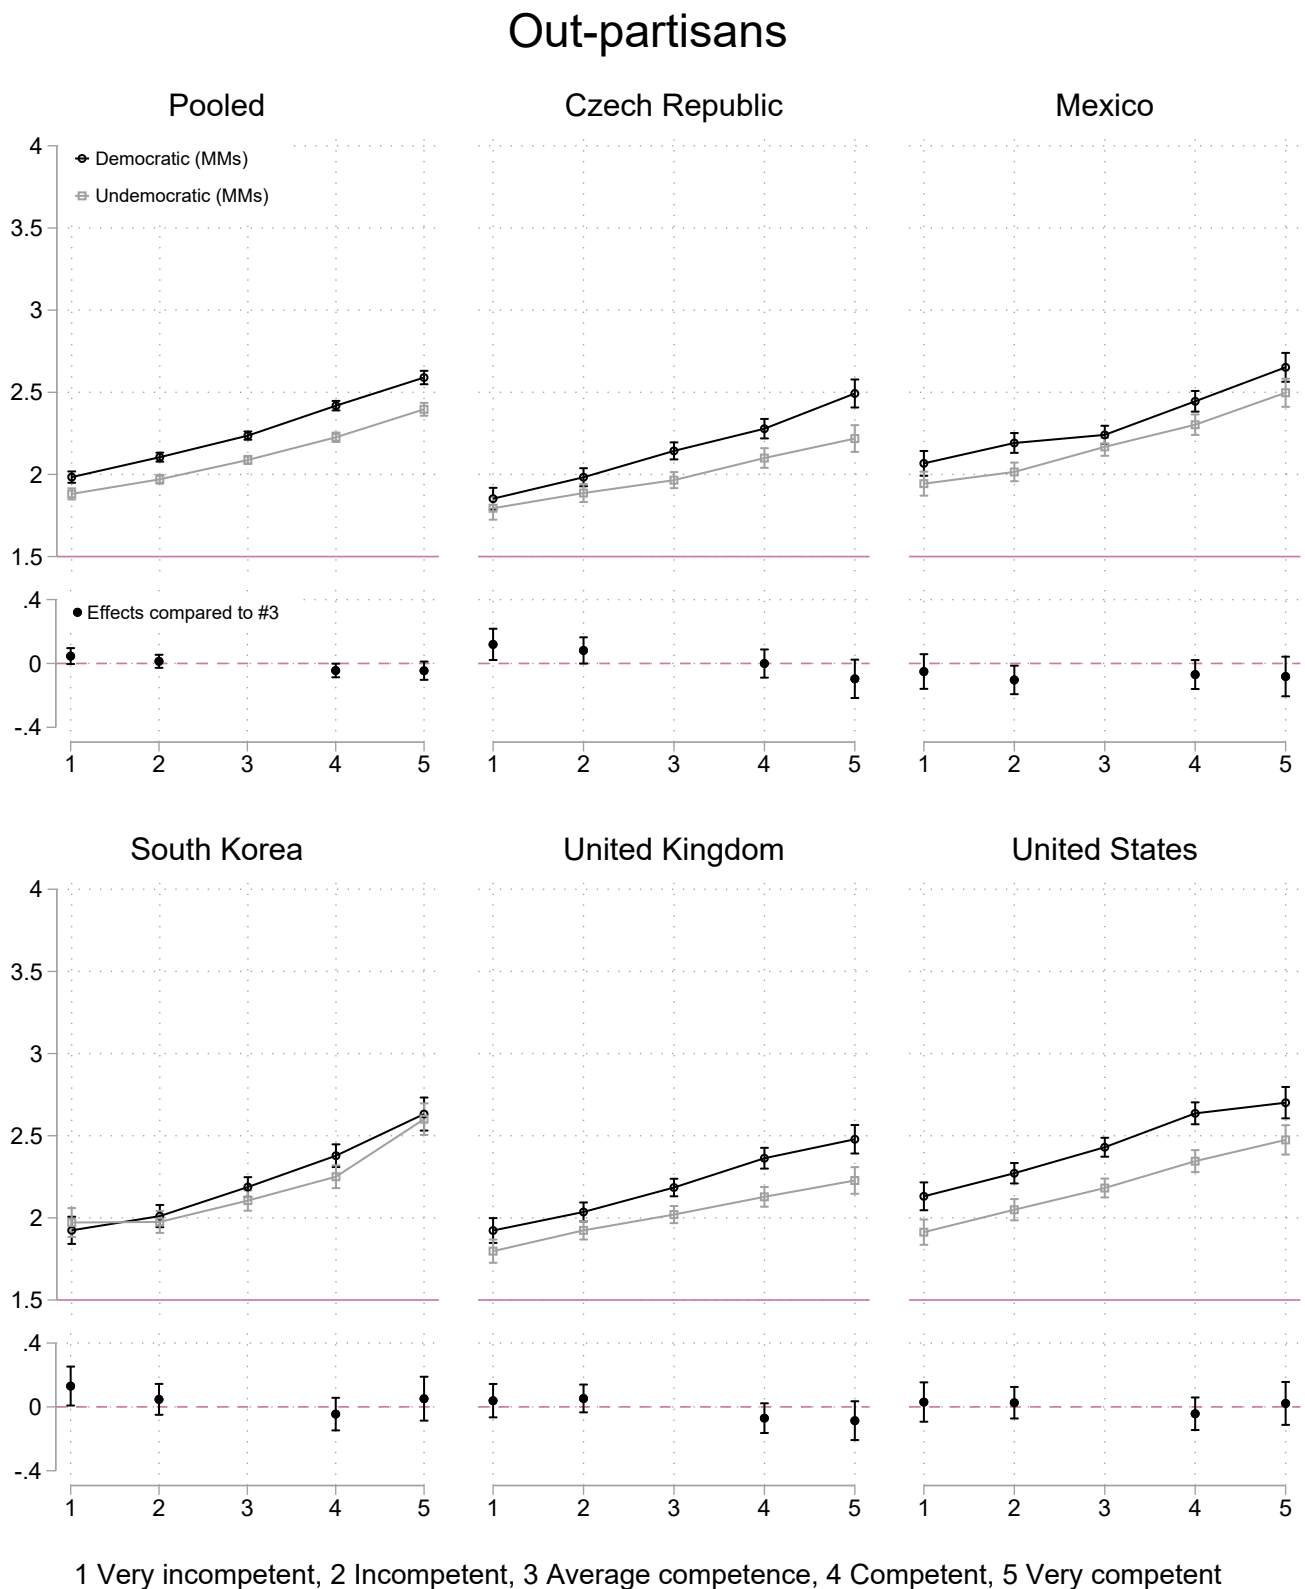 Out-partisans
Pooled
Czech Republic
Mexico
4
3.5
3
2.5
2
1.5
Democratic (MMs)
Undemocratic (MMs)
.4
0
-.4
Effects compared to #3
1 2 3 4 5
1 2 3 4 5
1 2 3 4 5
South Korea
United Kingdom
United States
4
3.5
3
2.5
2
1.5
.4
0
-.4
1 2 3 4 5
1 2 3 4 5
1 2 3 4 5
1 Very incompetent, 2 Incompetent, 3 Average competence, 4 Competent, 5 Very competent